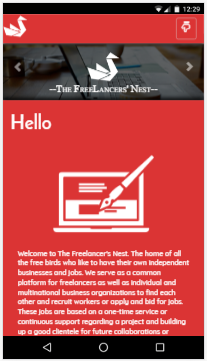 12:29
--THE FREELANCERS' NEST--
Hello
Welcome to The Freelancer's Nest. The home of all
the free birds who like to have their own independent
businesses and jobs. We serve as a common
platform for freelancers as well as individual and
multinational business organizations to find each
other and recruit workers or apply and bid for jobs.
These jobs are based on a one-time service or
continuous support regarding a project and building
up a good clientele for future collaborations or